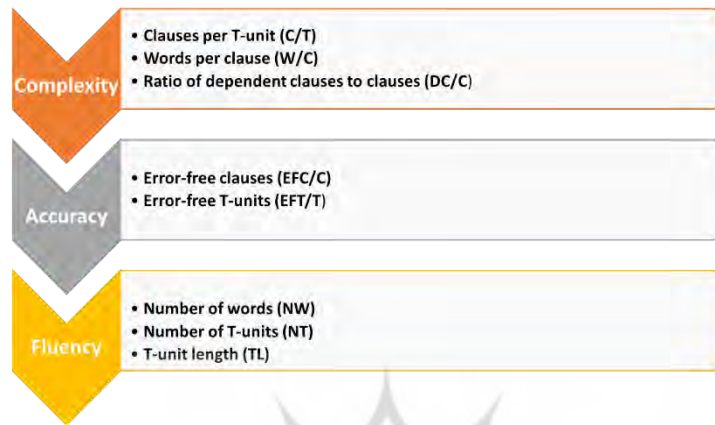 Complexity
• Clauses per T-unit (C/T)
• Words per clause (W/C)
• Ratio of dependent clauses to clauses (DC/C)
Accuracy
• Error-free clauses (EFC/C)
• Error-free T-units (EFT/T)
Fluency
• Number of words (NW)
• Number of T-units (NT)
• T-unit length (TL)